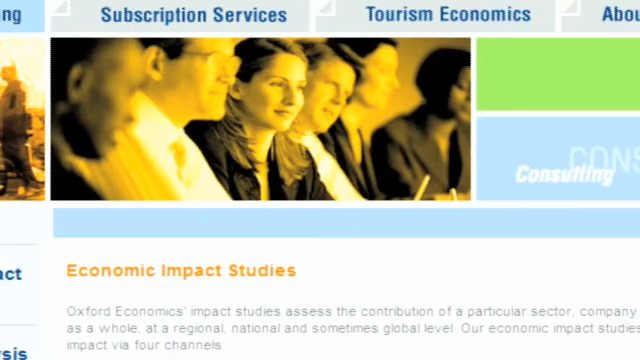 ng Subscription Services Tourism Economics Abou
CONS
Consulting
Economic Impact Studies
act
Oxford Economics' impact studies assess the contribution of a particular sector, company
as a whole, at a regional, national and sometimes global level. Our economic impact studies
impact via four channels
ysis